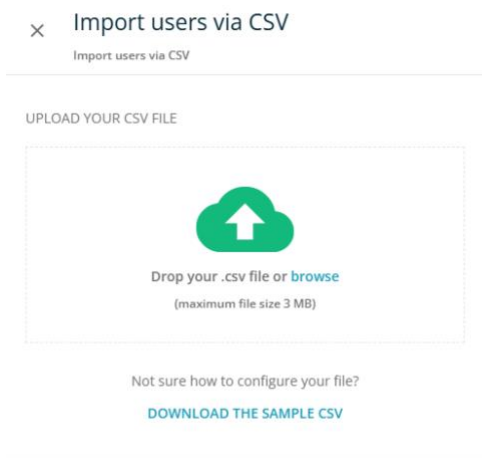 Import users via CSV
Import users via CSV
UPLOAD YOUR CSV FILE
Drop your .csv file or browse
(maximum file size 3 MB)
Not sure how to configure your file?
DOWNLOAD THE SAMPLE CSV